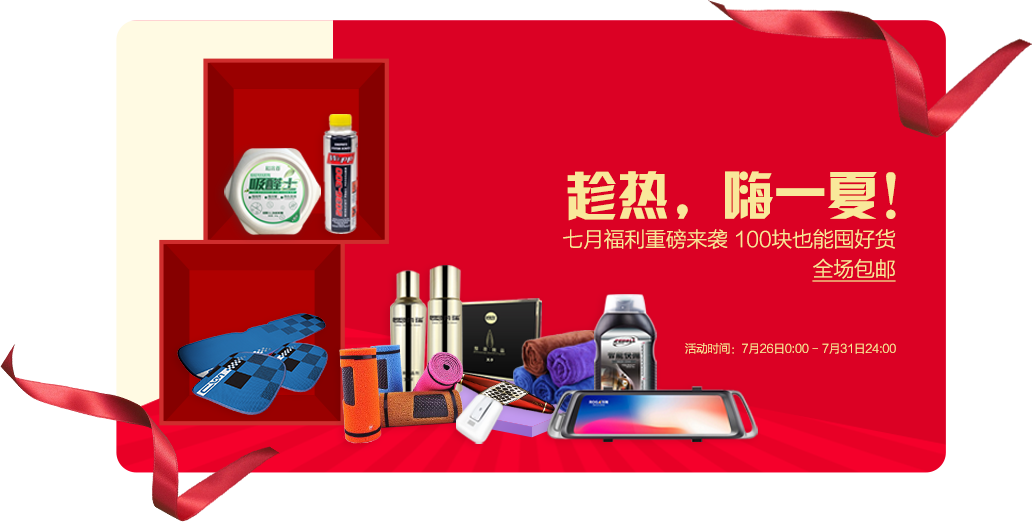 趁热，嗨一夏！
七月福利重磅来袭 100块也能囤好货
全场包邮
活动时间：7月26日0:00 - 7月31日24:00
吸醛士